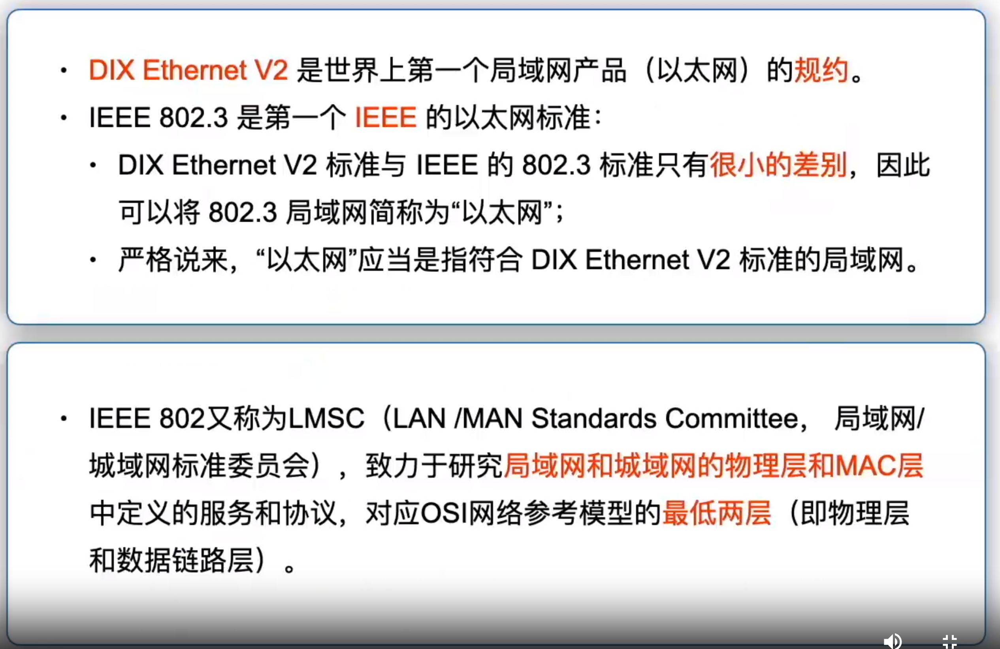 • DIX Ethernet V2 是世界上第一个局域网产品（以太网）的规约。
• IEEE 802.3 是第一个 IEEE 的以太网标准：
• DIX Ethernet V2 标准与 IEEE 的 802.3 标准只有很小的差别，因此
可以将 802.3 局域网简称为“以太网”；
• 严格说来，“以太网”应当是指符合 DIX Ethernet V2 标准的局域网。
• IEEE 802又称为LMSC（LAN /MAN Standards Committee， 局域网/
城域网标准委员会），致力于研究局域网和城域网的物理层和MAC层
中定义的服务和协议，对应OSI网络参考模型的最低两层（即物理层
和数据链路层）。